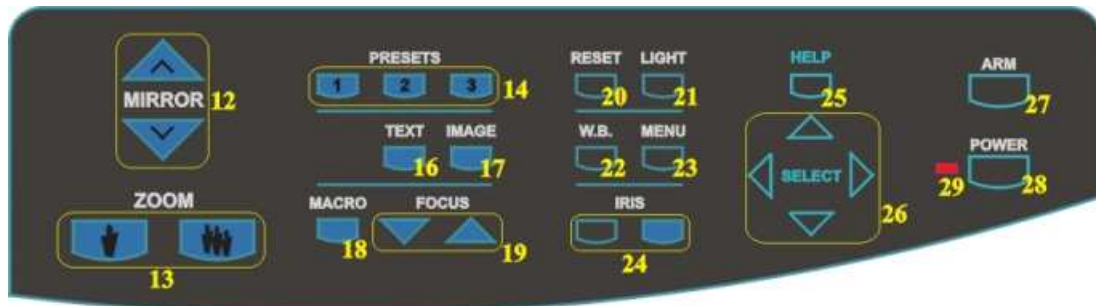 MIRROR 12
ZOOM
13
PRESETS
1 2 3 14
TEXT IMAGE
16 17
MACRO FOCUS
18 19
RESET LIGHT
20 21
W.B. MENU
22 23
IRIS
24
HELP
25
SELECT
26
ARM
27
POWER
29 28